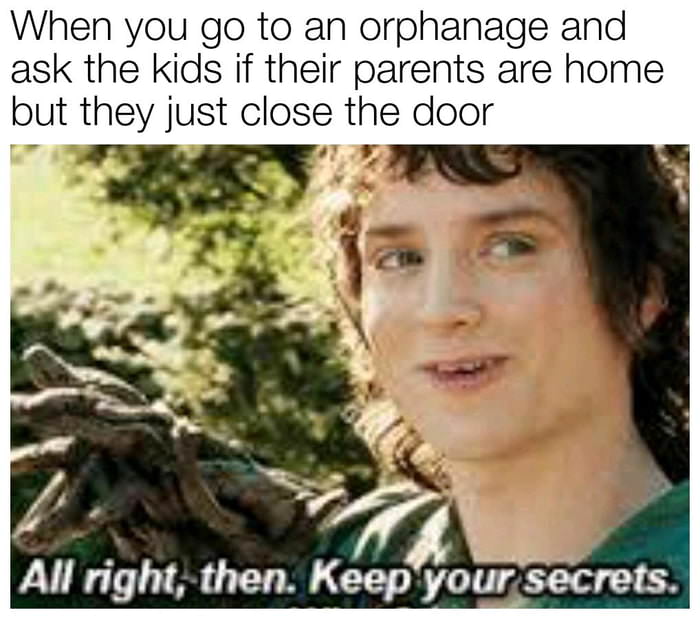 When you go to an orphanage and
ask the kids if their parents are home
but they just close the door
All right, then. Keep your secrets.